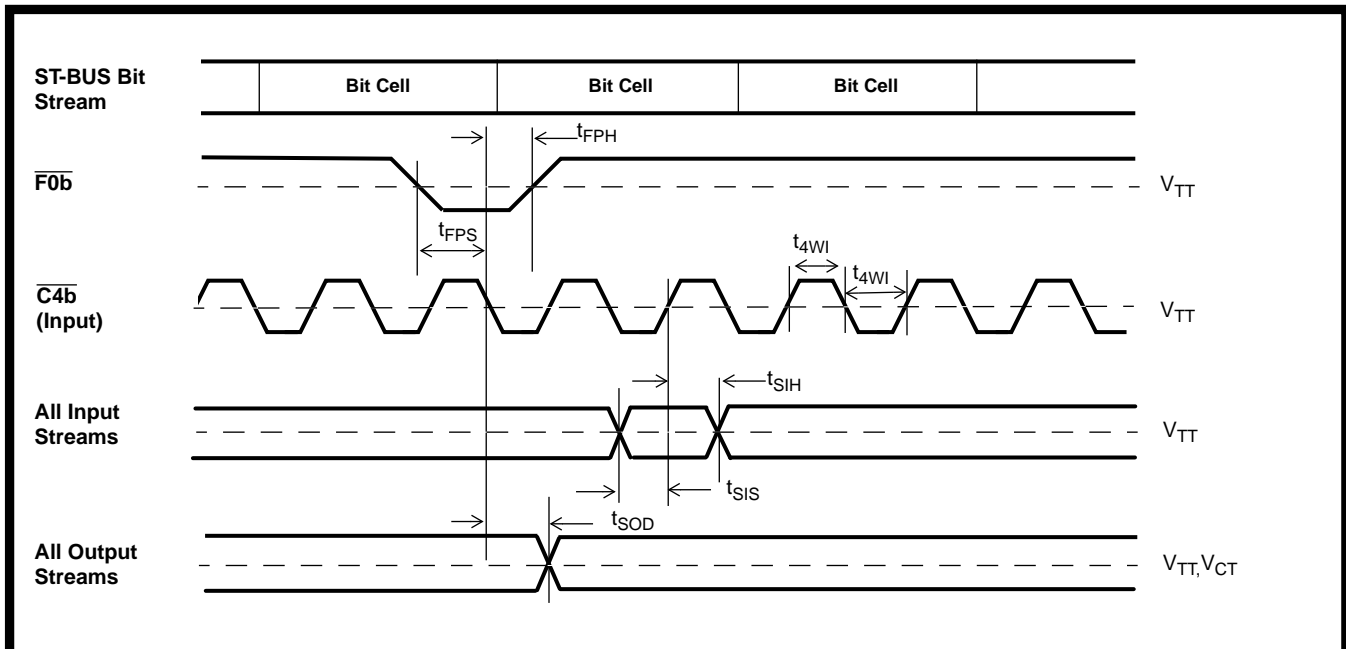 ST-BUS Bit
Stream
Bit Cell
Bit Cell
Bit Cell
tFPH
F0b
VTT
tFPS
t4WI
t4WI
C4b
(Input)
VTT
tSIH
All Input
Streams
VTT
tSIS
tSOD
All Output
Streams
VTT,VCT